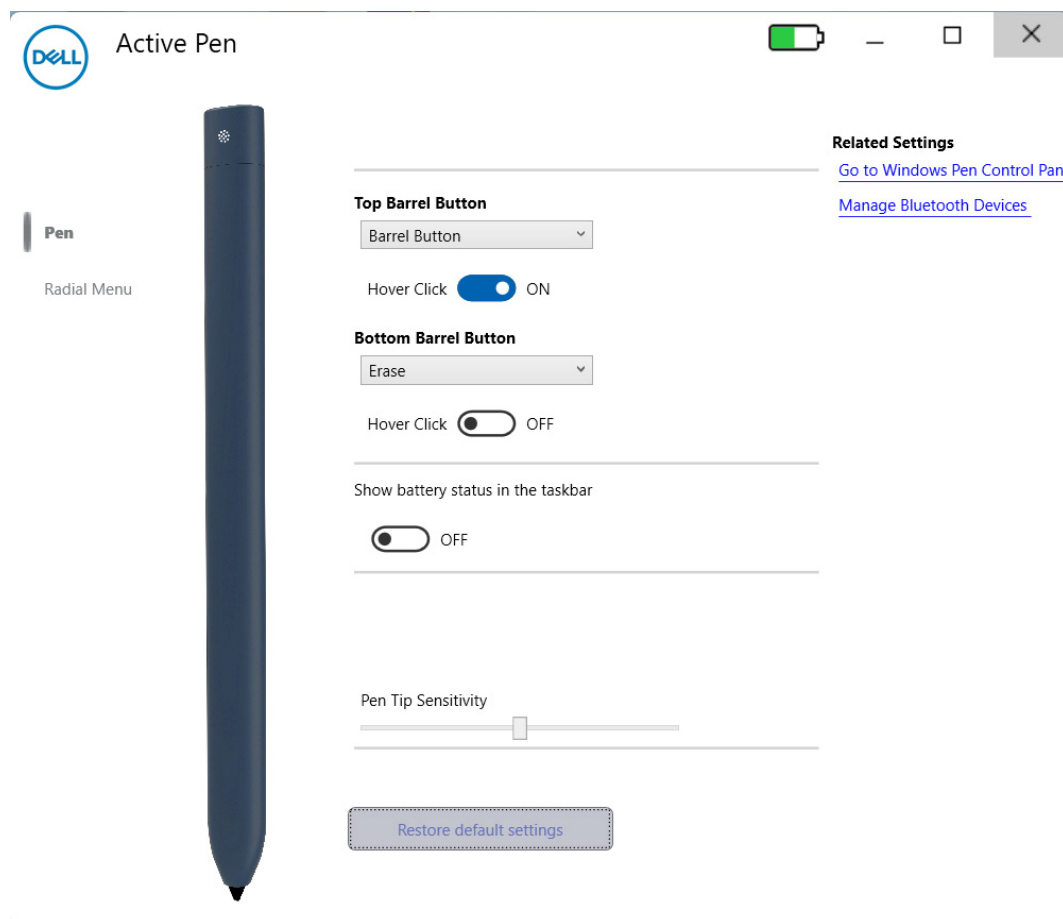 DELL
Active Pen
Pen
Radial Menu
Top Barrel Button
Barrel Button
Hover Click ON
Bottom Barrel Button
Erase
Hover Click OFF
Show battery status in the taskbar
OFF
Pen Tip Sensitivity
Restore default settings
Related Settings
Go to Windows Pen Control Pan
Manage Bluetooth Devices